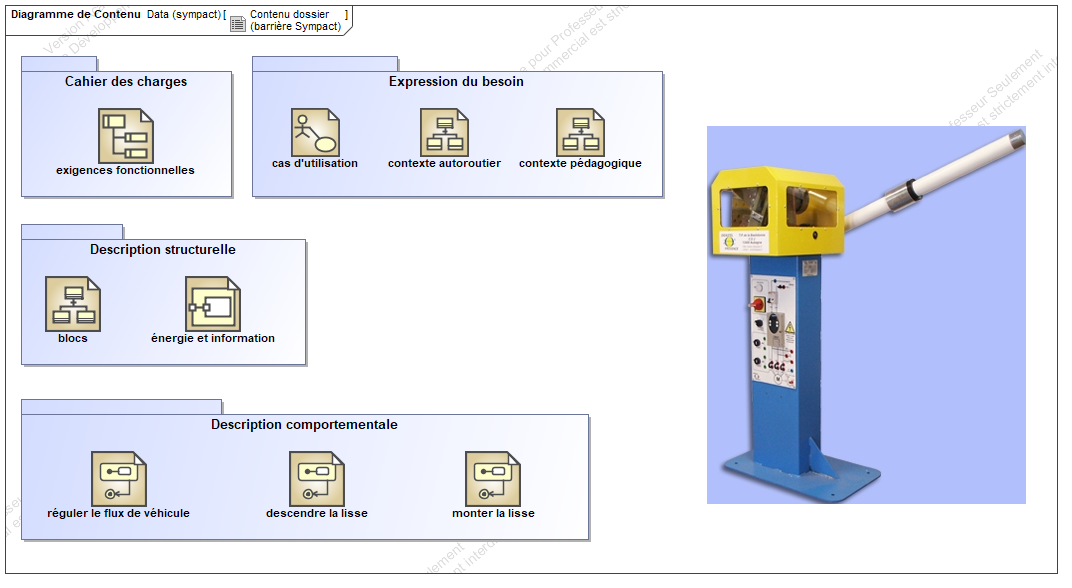 Diagramme de Contenu Data (sympact) [ Contenu dossier ]
(barrière Sympact)
Cahier des charges
exigences fonctionnelles
Expression du besoin
cas d'utilisation
contexte autoroutier
contexte pédagogique
Description structurelle
blocs
énergie et information
Description comportementale
réguler le flux de véhicule
descendre la lisse
monter la lisse